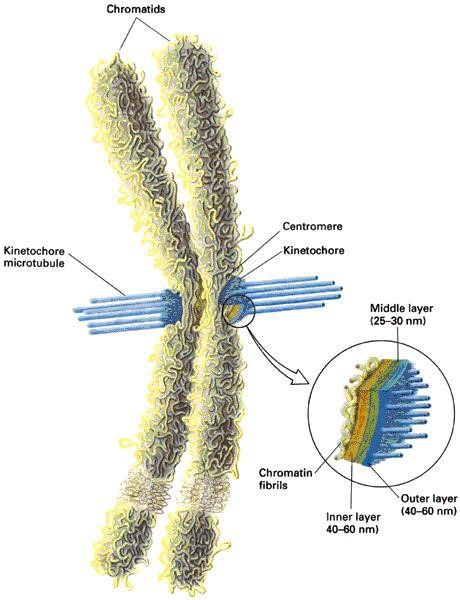 Chromatids
Centromere
Kinetochore
Kinetochore
microtubule
Middle layer
(25–30 nm)
Chromatin
fibrils
Outer layer
(40–60 nm)
Inner layer
40–60 nm)